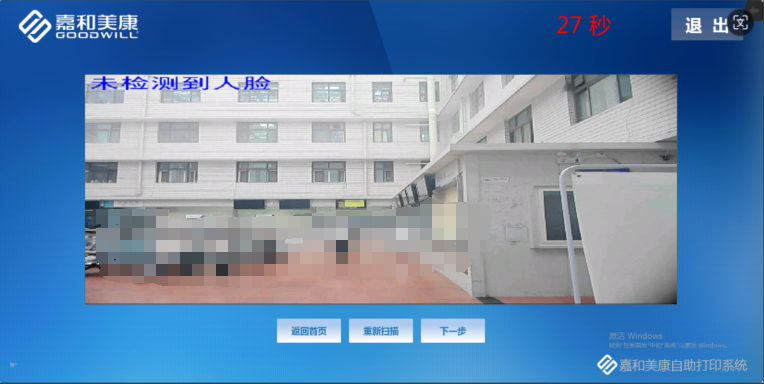 嘉和美康
GOODWILL
27 秒
退 出
未检测到人脸
返回首页
重新扫描
下一步
激活 Windows
嘉和美康自助打印系统